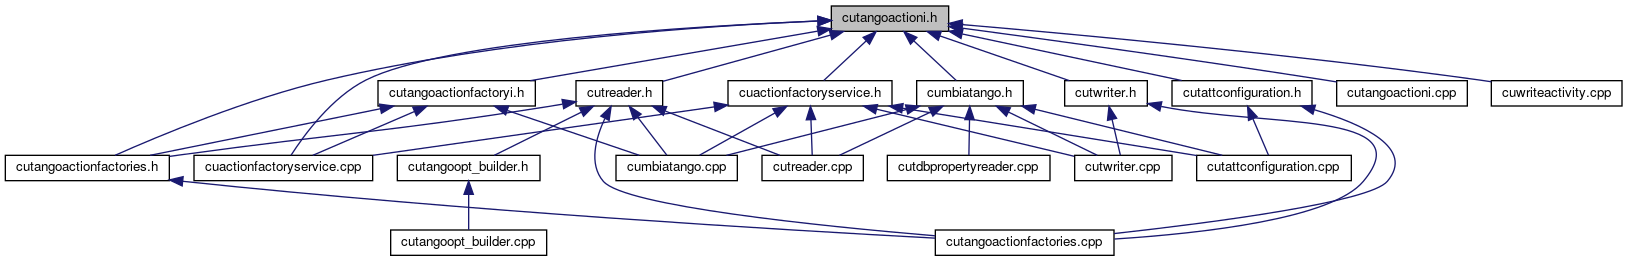 cutangoactioni.h
cutangoactionfactoryi.h
cutreader.h
cuactionfactoryservice.h
cumbiatango.h
cutwriter.h
cutattconfiguration.h
cutangoactioni.cpp
cuwriteactivity.cpp
cutangoactionfactories.h
cuactionfactoryservice.cpp
cutangoopt_builder.h
cumbiatango.cpp
cutreader.cpp
cutdbpropertyreader.cpp
cutwriter.cpp
cutattconfiguration.cpp
cutangoopt_builder.cpp
cutangoactionfactories.cpp